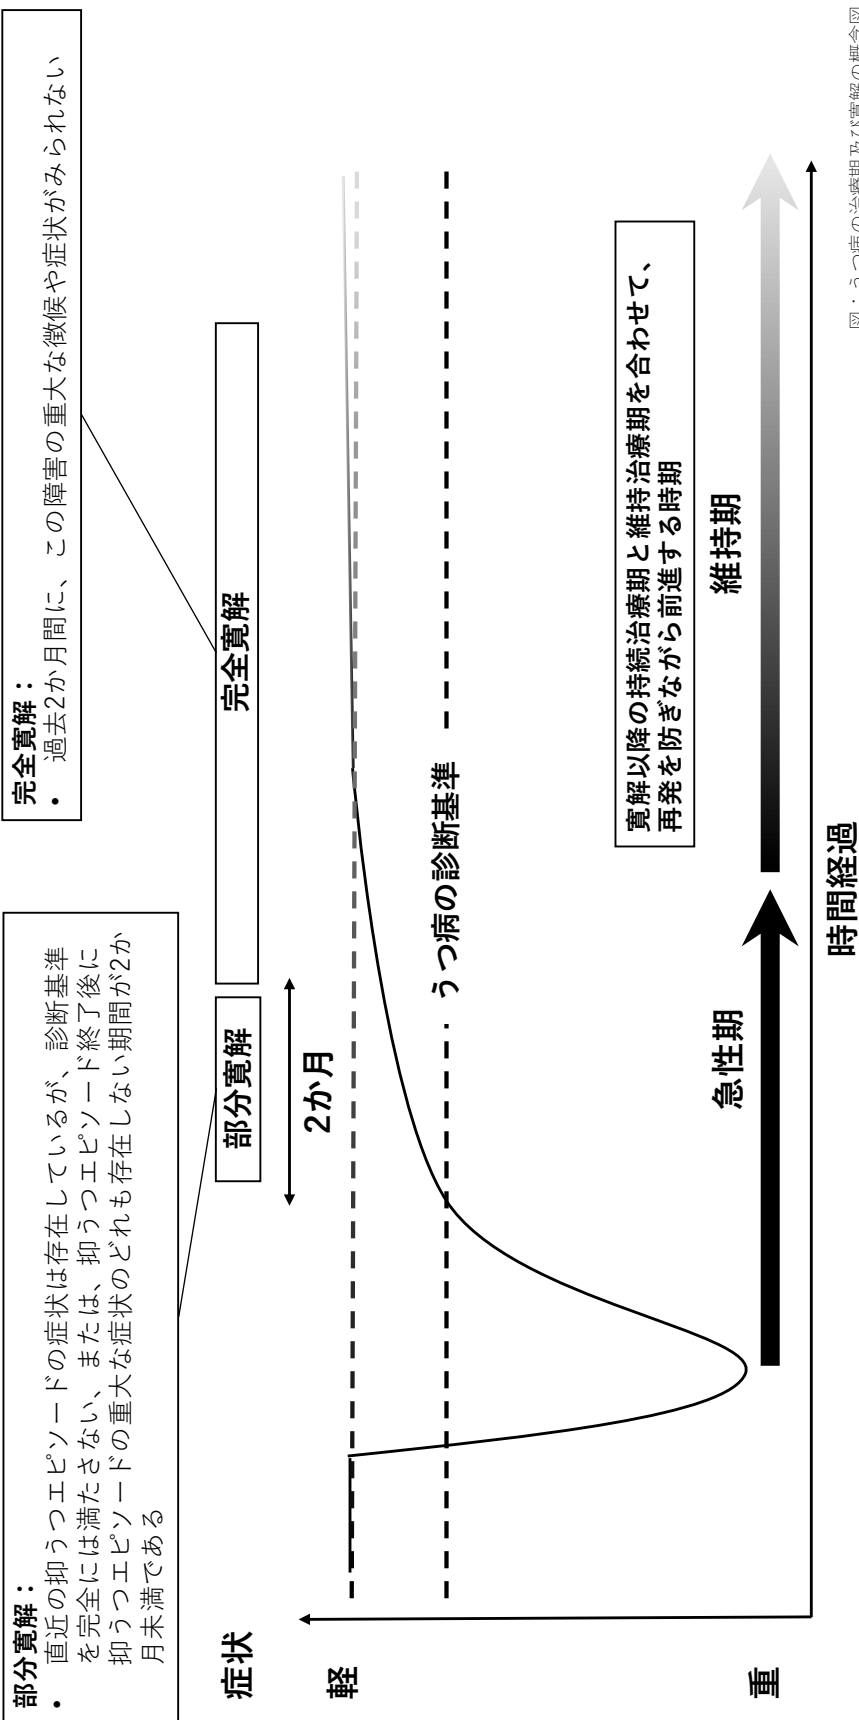 部分寛解：
• 直近の抑うつエピソードの症状は存在しているが、診断基準
を完全には満たさない、または、抑うつエピソード終了後に
抑うつエピソードの重大な症状のどれも存在しない期間が2か
月未満である
完全寛解：
• 過去2か月間に、この障害の重大な徴候や症状がみられない
症状
部分寛解
完全寛解
2か月
軽
うつ病の診断基準
寛解以降の持続治療期と維持治療期を合わせて、
再発を防ぎながら前進する時期
急性期
維持期
重
時間経過
図：うつ病の治療期及び寛解の概念図